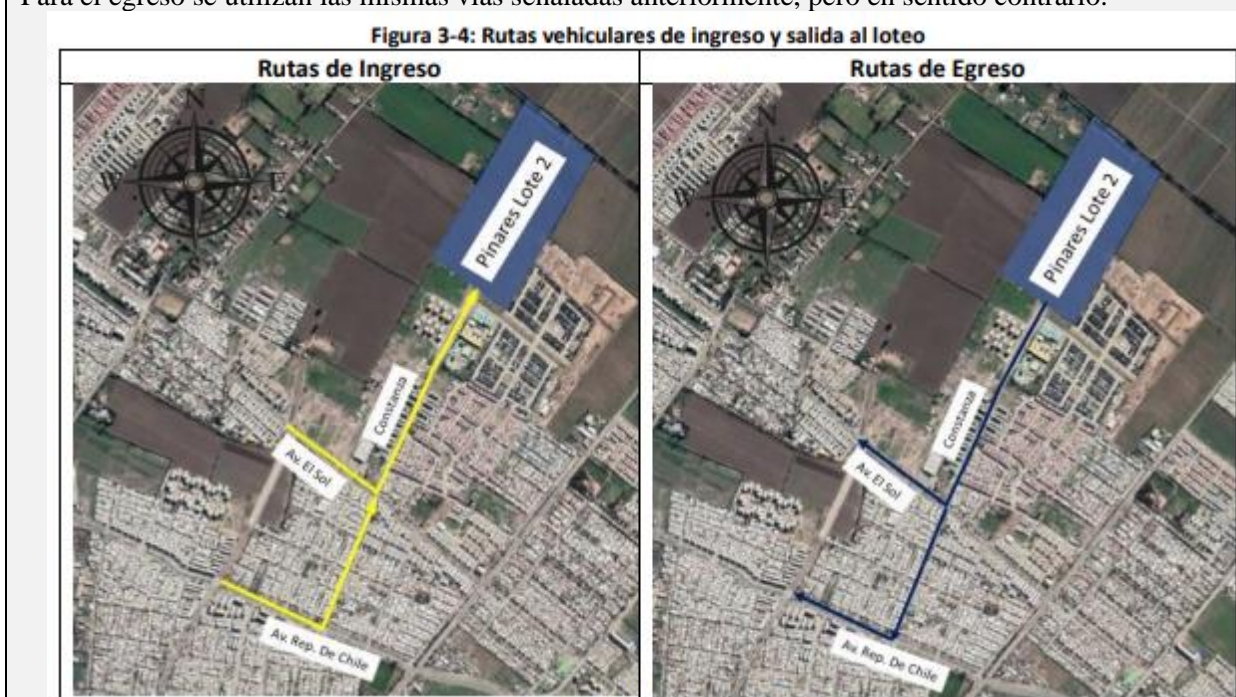 Para el egreso se utilizan las mismas vías señaladas anteriormente, pero en sentido contrario.
Figura 3-4: Rutas vehiculares de ingreso y salida al loteo
Rutas de Ingreso
Rutas de Egreso
N
W
E
Pinares Lote 2
Constanza
Av. El Sol
Av. Rep. De Chile
N
W
E
Pinares Lote 2
Constanza
Av. El Sol
Av. Rep. De Chile